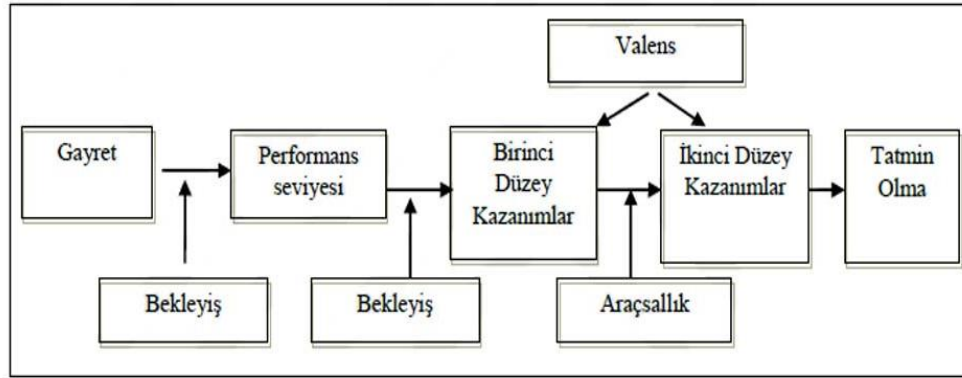 Valens
Gayret
Performans
seviyesi
Birinci
Düzey
Kazanımlar
İkinci Düzey
Kazanımlar
Tatmin
Olma
Bekleyiş
Bekleyiş
Araçsallık